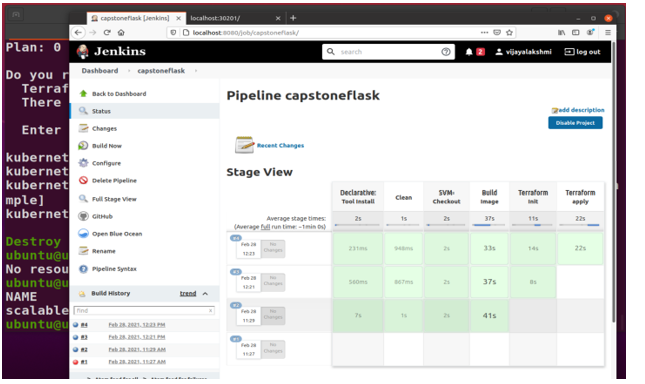 capstoneflask [Jenkins]
localhost:30201/
localhost:8080/job/capstoneflask/
Plan: 0
Do you r
Terraf
There
Enter
kubernet
kubernet
kubernet
mple]
kubernet
Destroy
ubuntu@u
No resou
ubuntu@u
NAME
scalable
ubuntu@u
Jenkins
search
2
vijayalakshmi
log out
Dashboard
capstoneflask
Back to Dashboard
Status
Changes
Build Now
Configure
Delete Pipeline
Full Stage View
GitHub
Open Blue Ocean
Rename
Pipeline Syntax
Build History
trend
find
x
#4 Feb 28, 2021, 12:23 PM
#3 Feb 28, 2021, 12:21 PM
#2 Feb 28, 2021, 11:29 AM
#1 Feb 28, 2021, 11:27 AM
Pipeline capstoneflask
add description
Disable Project
Recent Changes
Stage View
Declarative: Tool Install
Clean
SVM- Checkout
Build Image
Terraform Init
Terraform apply
Average stage times:
(Average full run time: ~1min 0s)
2s
1s
2s
37s
11s
22s
Feb 28
12:23
No Changes
231ms
948ms
2s
33s
14s
22s
Feb 28
12:21
No Changes
560ms
867ms
2s
37s
8s
Feb 28
11:29
No Changes
7s
1s
2s
41s
Feb 28
11:27
No Changes